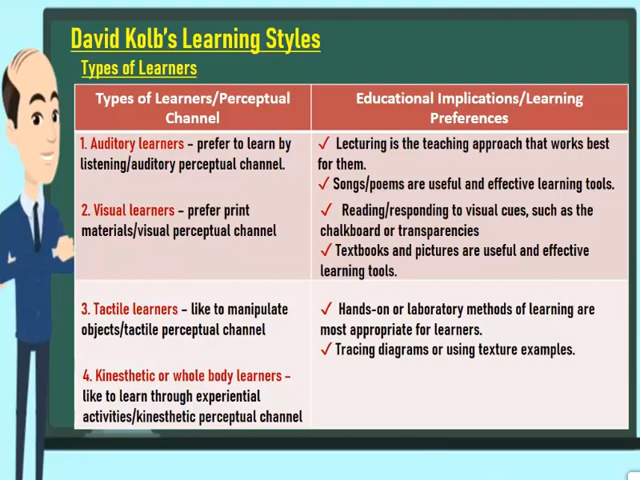 David Kolb's Learning Styles
Types of Learners
Types of Learners/Perceptual
Channel
Educational Implications/Learning
Preferences
1. Auditory learners – prefer to learn by
listening/auditory perceptual channel.
✓ Lecturing is the teaching approach that works best
for them.
✓ Songs/poems are useful and effective learning tools.
2. Visual learners – prefer print
materials/visual perceptual channel
✓ Reading/responding to visual cues, such as the
chalkboard or transparencies
✓ Textbooks and pictures are useful and effective
learning tools.
3. Tactile learners – like to manipulate
objects/tactile perceptual channel
✓ Hands-on or laboratory methods of learning are
most appropriate for learners.
✓ Tracing diagrams or using texture examples.
4. Kinesthetic or whole body learners –
like to learn through experiential
activities/kinesthetic perceptual channel